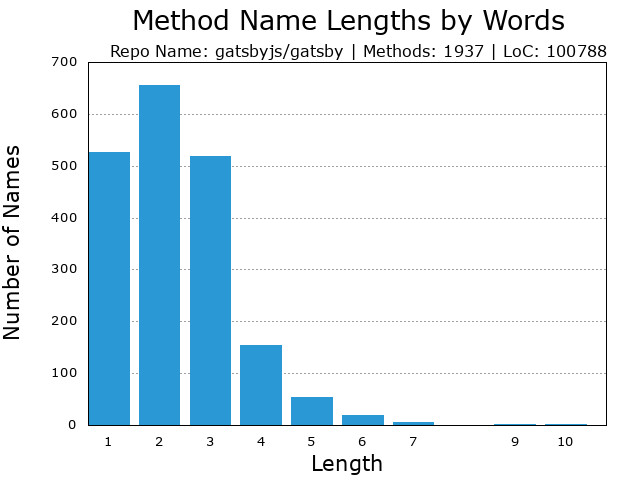 Method Name Lengths by Words
Repo Name: gatsbyjs/gatsby | Methods: 1937 | LoC: 100788
Number of Names
700
600
500
400
300
200
100
0
1 2 3 4 5 6 7 9 10
Length